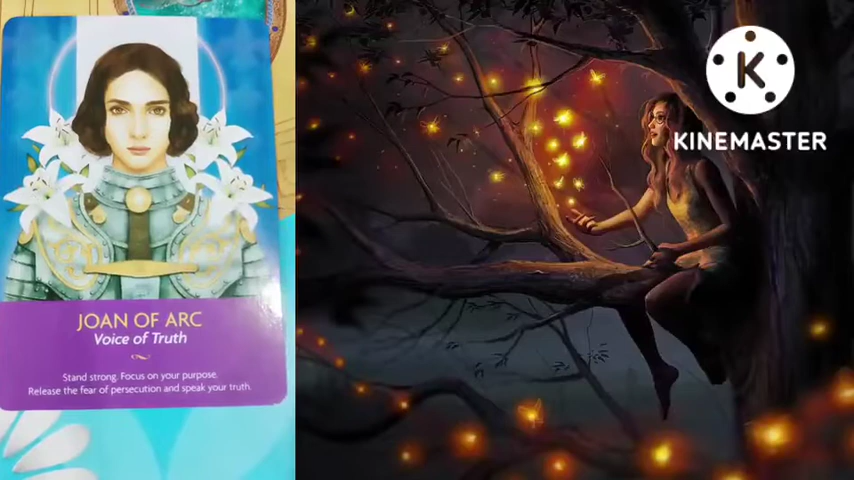 JOAN OF ARC
Voice of Truth
Stand strong. Focus on your purpose.
Release the fear of persecution and speak your truth.
K
KINEMASTER